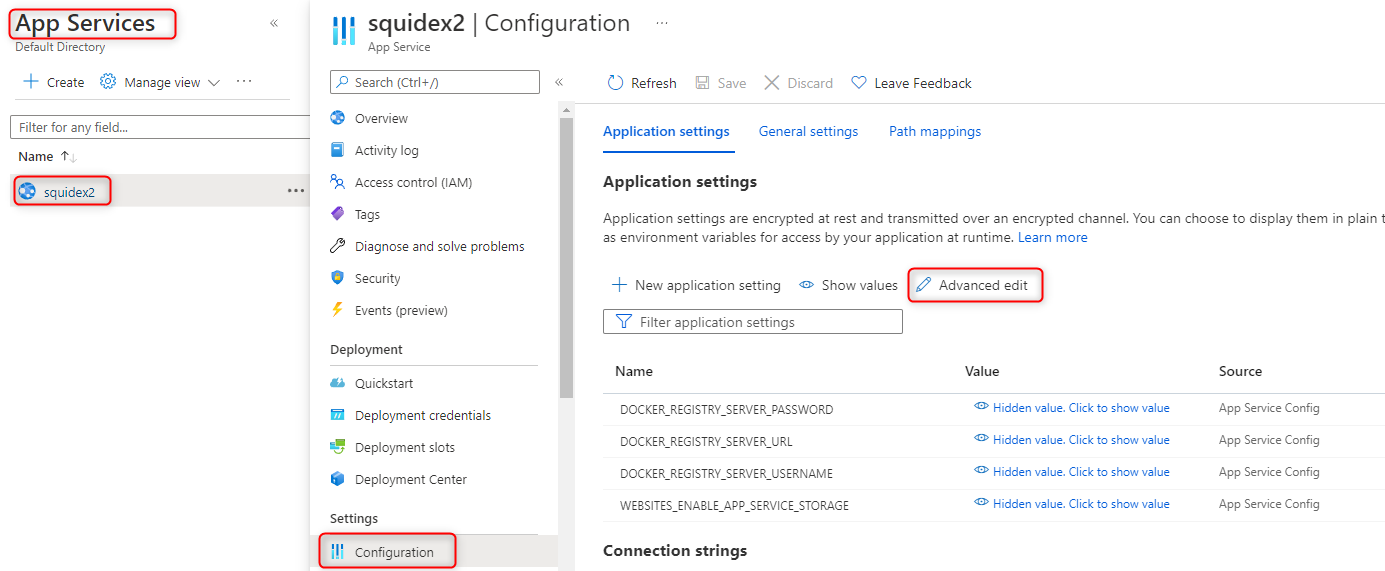 App Services
Default Directory
Create Manage view
Filter for any field...
Name
squidex2
squidex2 | Configuration
App Service
Search (Ctrl+/)
Overview
Activity log
Access control (IAM)
Tags
Diagnose and solve problems
Security
Events (preview)
Deployment
Quickstart
Deployment credentials
Deployment slots
Deployment Center
Settings
Configuration
Refresh Save Discard Leave Feedback
Application settings General settings Path mappings
Application settings
Application settings are encrypted at rest and transmitted over an encrypted channel. You can choose to display them in plain t
as environment variables for access by your application at runtime. Learn more
New application setting Show values Advanced edit
Filter application settings
Name Value Source
DOCKER_REGISTRY_SERVER_PASSWORD Hidden value. Click to show value App Service Config
DOCKER_REGISTRY_SERVER_URL Hidden value. Click to show value App Service Config
DOCKER_REGISTRY_SERVER_USERNAME Hidden value. Click to show value App Service Config
WEBSITES_ENABLE_APP_SERVICE_STORAGE Hidden value. Click to show value App Service Config
Connection strings